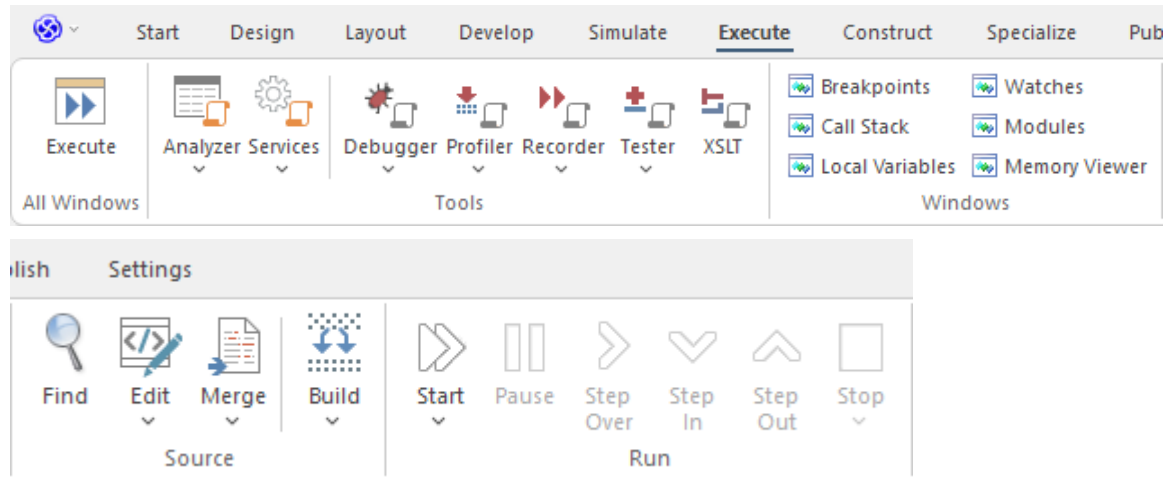 Start Design Layout Develop Simulate Execute Construct Specialize Pub
Breakpoints Watches
Call Stack Modules
Execute Analyzer Services Debugger Profiler Recorder Tester XSLT
Local Variables Memory Viewer
All Windows Tools Windows
lish Settings
</>
Find Edit Merge Build Start Pause Step Step Step Stop
Over In Out
Source Run